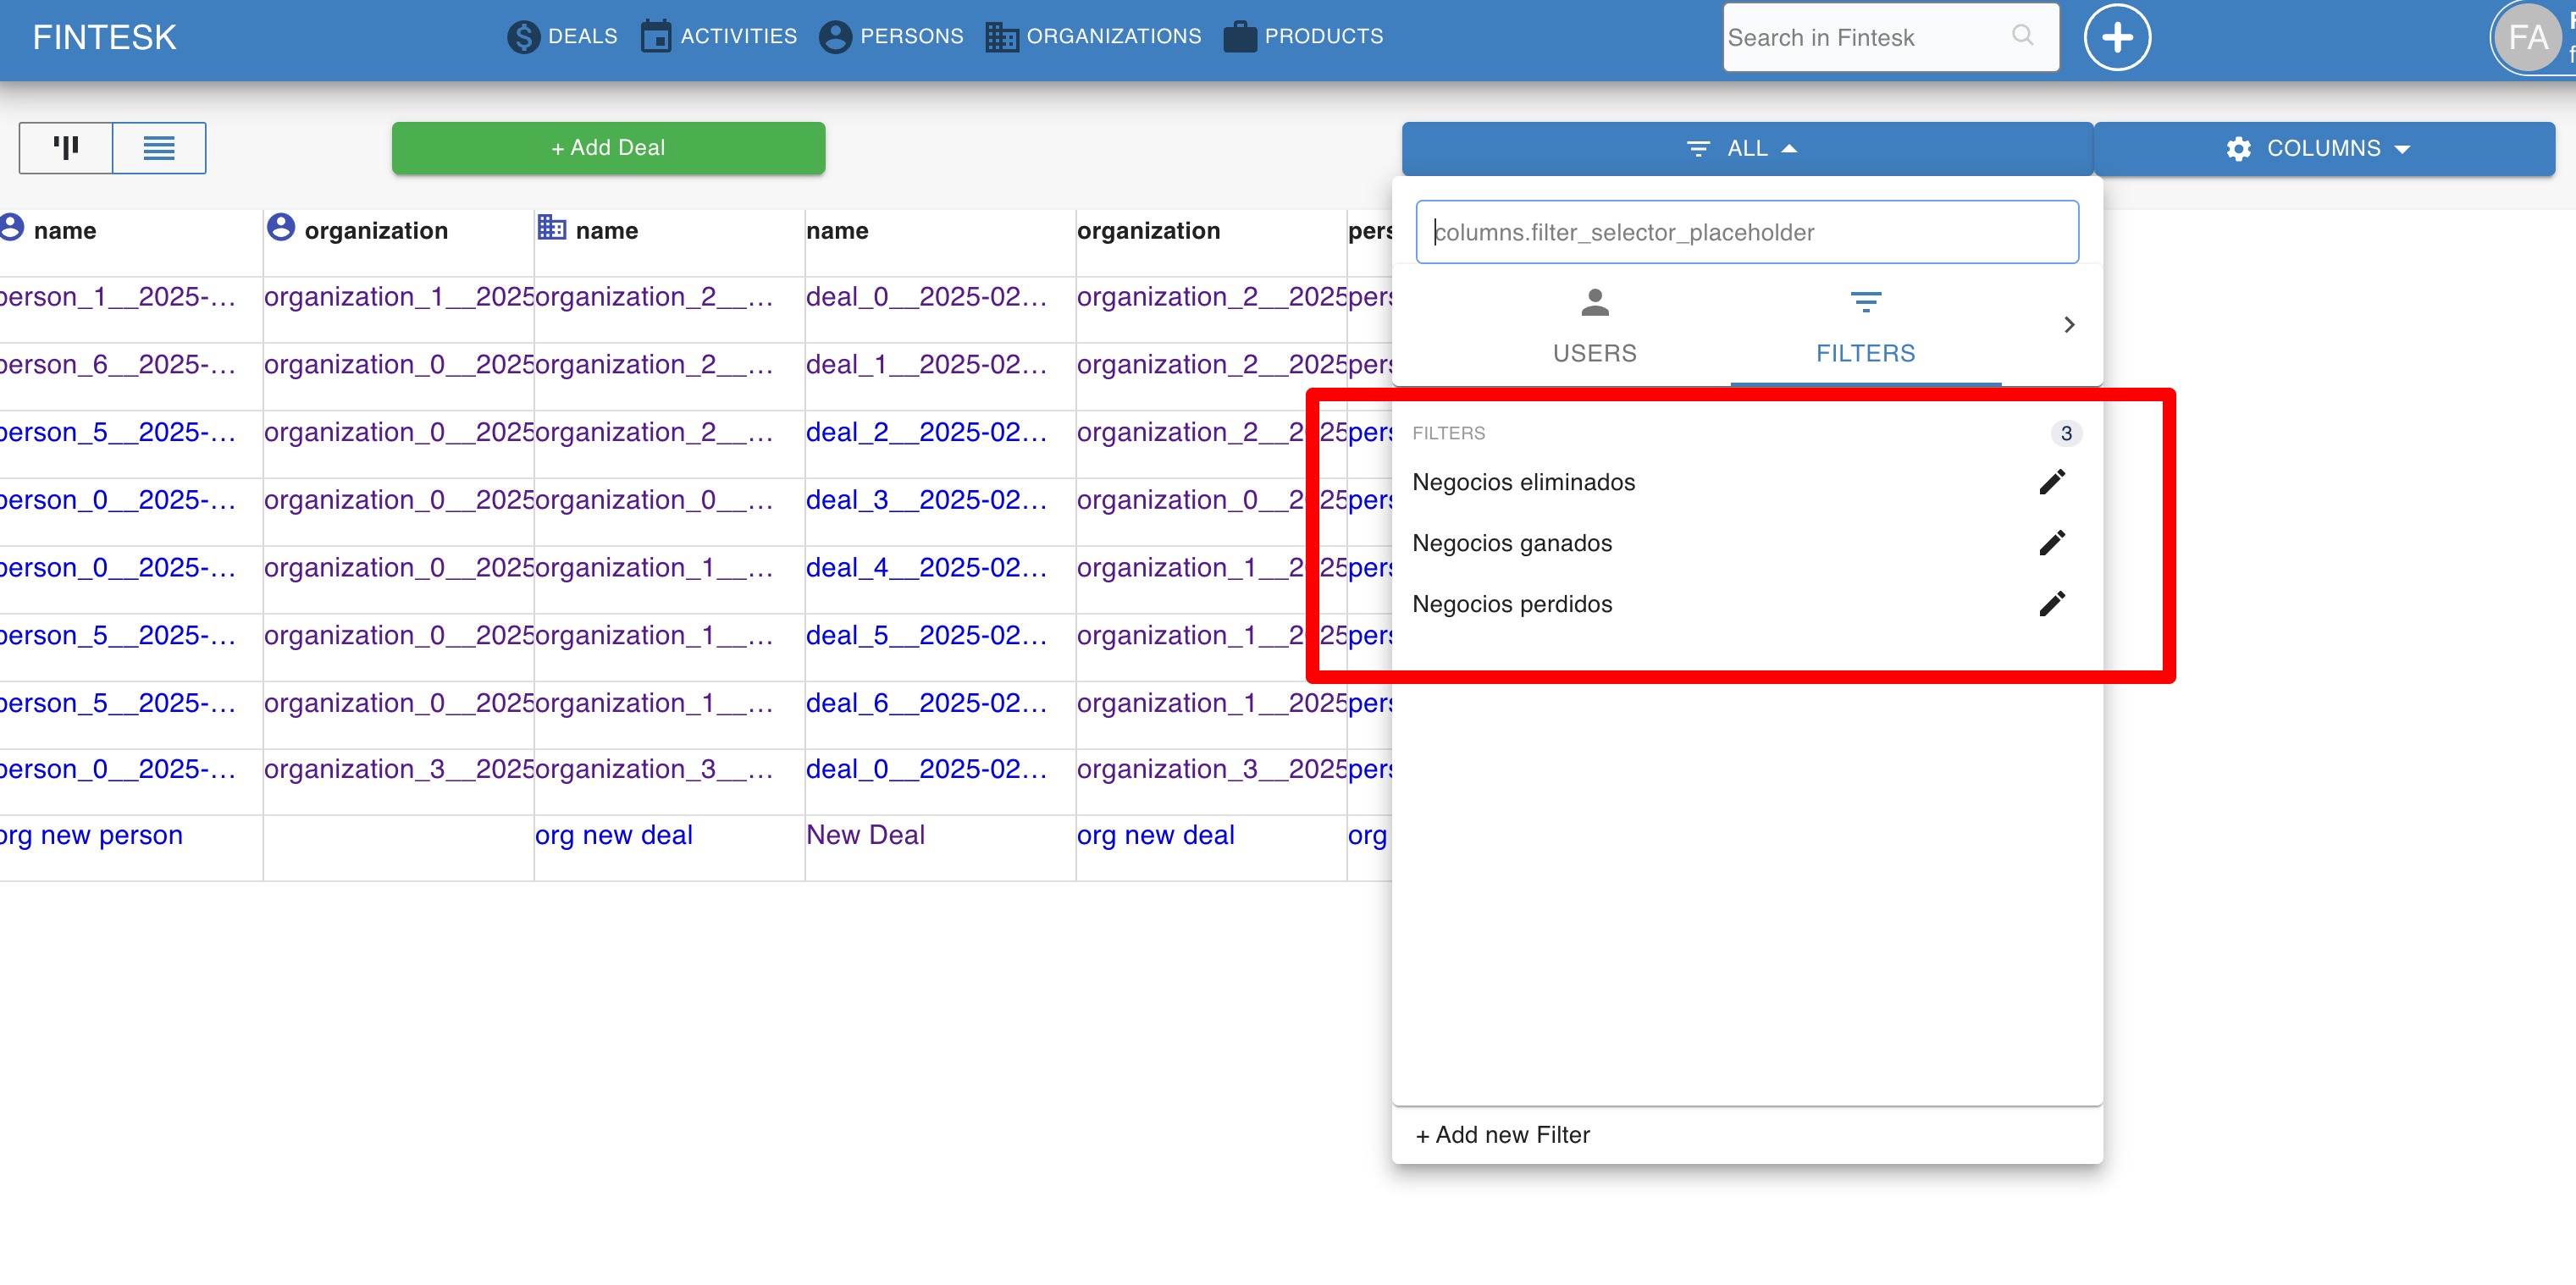 FINTESK DEALS ACTIVITIES PERSONS ORGANIZATIONS PRODUCTS Search in Fintesk FA
+ Add Deal ALL COLUMNS
columns.filter_selector_placeholder
USERS FILTERS
FILTERS 3
Negocios eliminados
Negocios ganados
Negocios perdidos
+ Add new Filter
name organization name name organization pers
person_1__2025-… organization_1__2025 organization_2__… deal_0__2025-02… organization_2__2025 pers
person_6__2025-… organization_0__2025 organization_2__… deal_1__2025-02… organization_2__2025 pers
person_5__2025-… organization_0__2025 organization_2__… deal_2__2025-02… organization_2__2025 pers
person_0__2025-… organization_0__2025 organization_0__… deal_3__2025-02… organization_0__2025 pers
person_0__2025-… organization_0__2025 organization_1__… deal_4__2025-02… organization_1__2025 pers
person_5__2025-… organization_0__2025 organization_1__… deal_5__2025-02… organization_1__2025 pers
person_5__2025-… organization_0__2025 organization_1__… deal_6__2025-02… organization_1__2025 pers
person_0__2025-… organization_3__2025 organization_3__… deal_0__2025-02… organization_3__2025 pers
org new person org new deal New Deal org new deal org